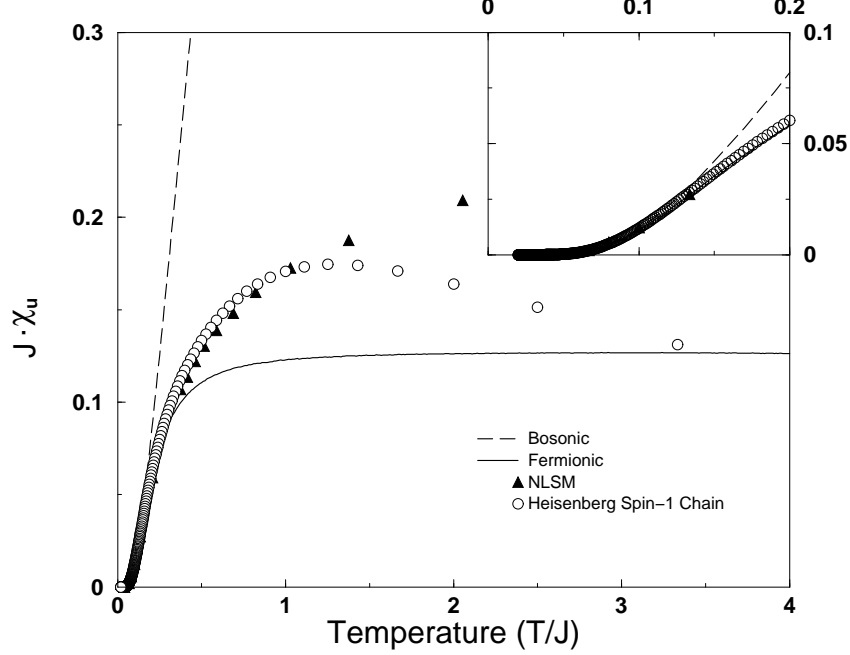 0 0.1 0.2
0.3 0.1
0.2
0.05
0
J·χu
0.1
Bosonic
Fermionic
NLSM
Heisenberg Spin−1 Chain
0
0 1 2 3 4
Temperature (T/J)